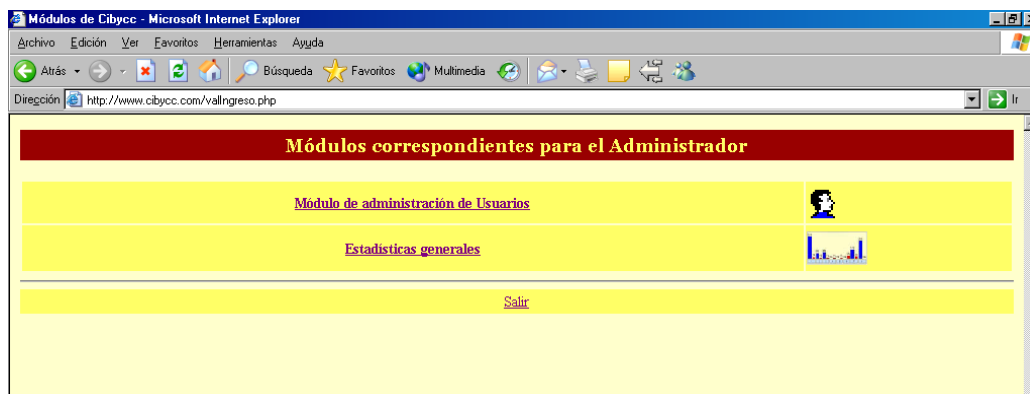 Módulos de Cibycc - Microsoft Internet Explorer
Archivo Edición Ver Favoritos Herramientas Ayuda
Atrás Búsqueda Favoritos Multimedia
Dirección http://www.cibycc.com/valIngreso.php Ir
Módulos correspondientes para el Administrador
Módulo de administración de Usuarios
Estadísticas generales
Salir